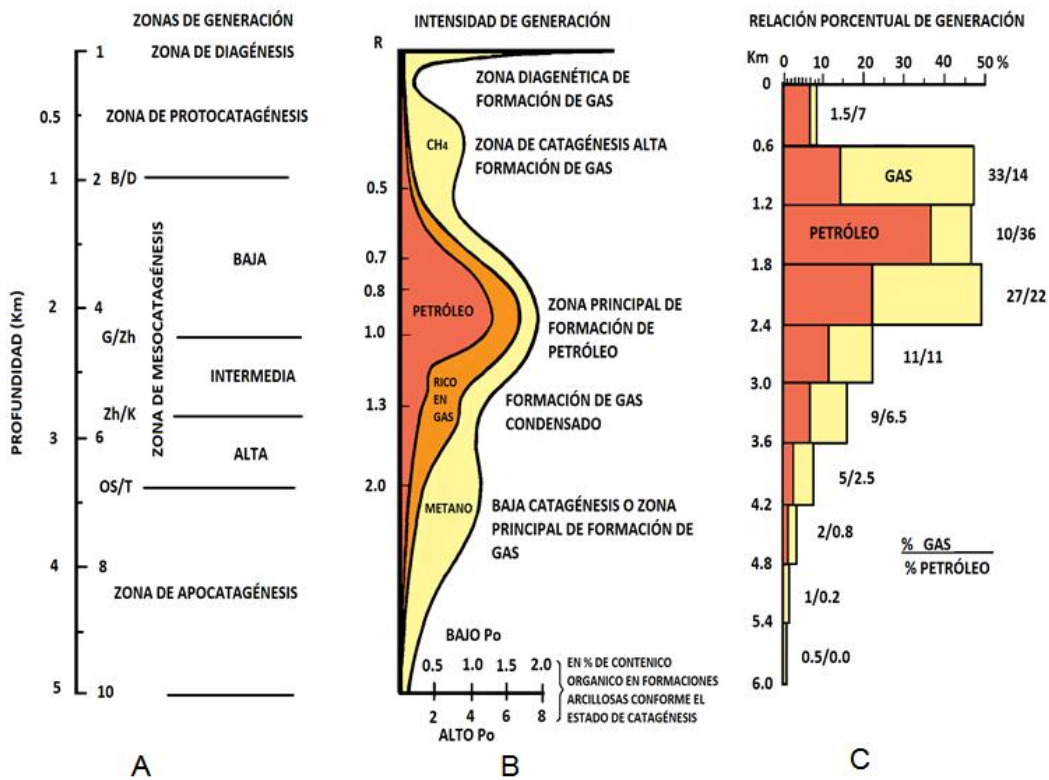 ZONAS DE GENERACIÓN
ZONA DE DIAGÉNESIS
ZONA DE PROTOCATAGÉNESIS
BAJA
INTERMEDIA
ALTA
ZONA DE APOCATAGÉNESIS
ZONA DE MESOCATAGÉNESIS
PROFUNDIDAD (Km)
0.5
1
2
3
4
5
1
2 B/D
4
G/Zh
Zh/K
6
OS/T
8
10
A
INTENSIDAD DE GENERACIÓN
R
0.5
0.7
0.8
1.0
1.3
2.0
CH₄
PETRÓLEO
RICO
EN
GAS
METANO
ZONA DIAGENÉTICA DE
FORMACIÓN DE GAS
ZONA DE CATAGÉNESIS ALTA
FORMACIÓN DE GAS
ZONA PRINCIPAL DE
FORMACIÓN DE
PETRÓLEO
FORMACIÓN DE GAS
CONDENSADO
BAJA CATAGÉNESIS O ZONA
PRINCIPAL DE FORMACIÓN DE
GAS
BAJO Po
0.5 1.0 1.5 2.0
2 4 6 8
ALTO Po
EN % DE CONTENICO
ORGANICO EN FORMACIONES
ARCILLOSAS CONFORME EL
ESTADO DE CATAGÉNESIS
B
RELACIÓN PORCENTUAL DE GENERACIÓN
Km 0 10 20 30 40 50 %
0
0.6
1.2
1.8
2.4
3.0
3.6
4.2
4.8
5.4
6.0
GAS
PETRÓLEO
1.5/7
33/14
10/36
27/22
11/11
9/6.5
5/2.5
2/0.8
1/0.2
0.5/0.0
% GAS
% PETRÓLEO
C